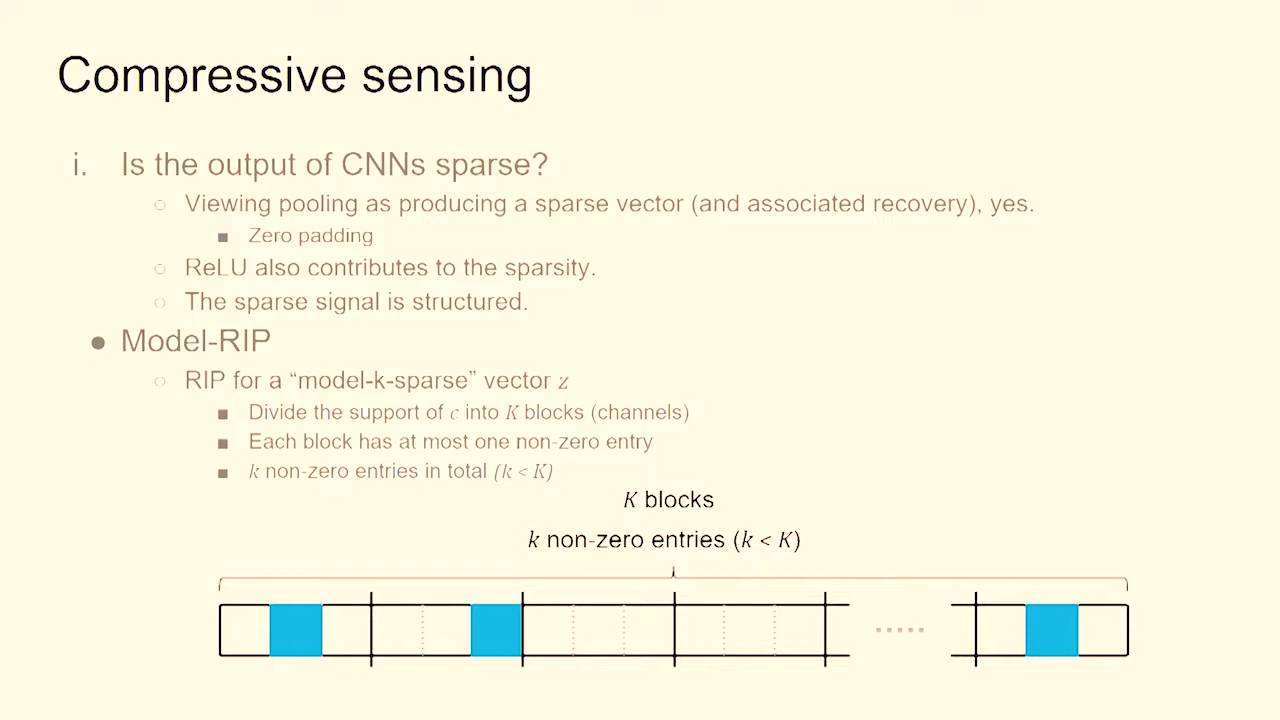 Compressive sensing
i. Is the output of CNNs sparse?
○ Viewing pooling as producing a sparse vector (and associated recovery), yes.
■ Zero padding
○ ReLU also contributes to the sparsity.
○ The sparse signal is structured.
● Model-RIP
○ RIP for a “model-k-sparse” vector z
■ Divide the support of c into K blocks (channels)
■ Each block has at most one non-zero entry
■ k non-zero entries in total (k < K)
K blocks
k non-zero entries (k < K)